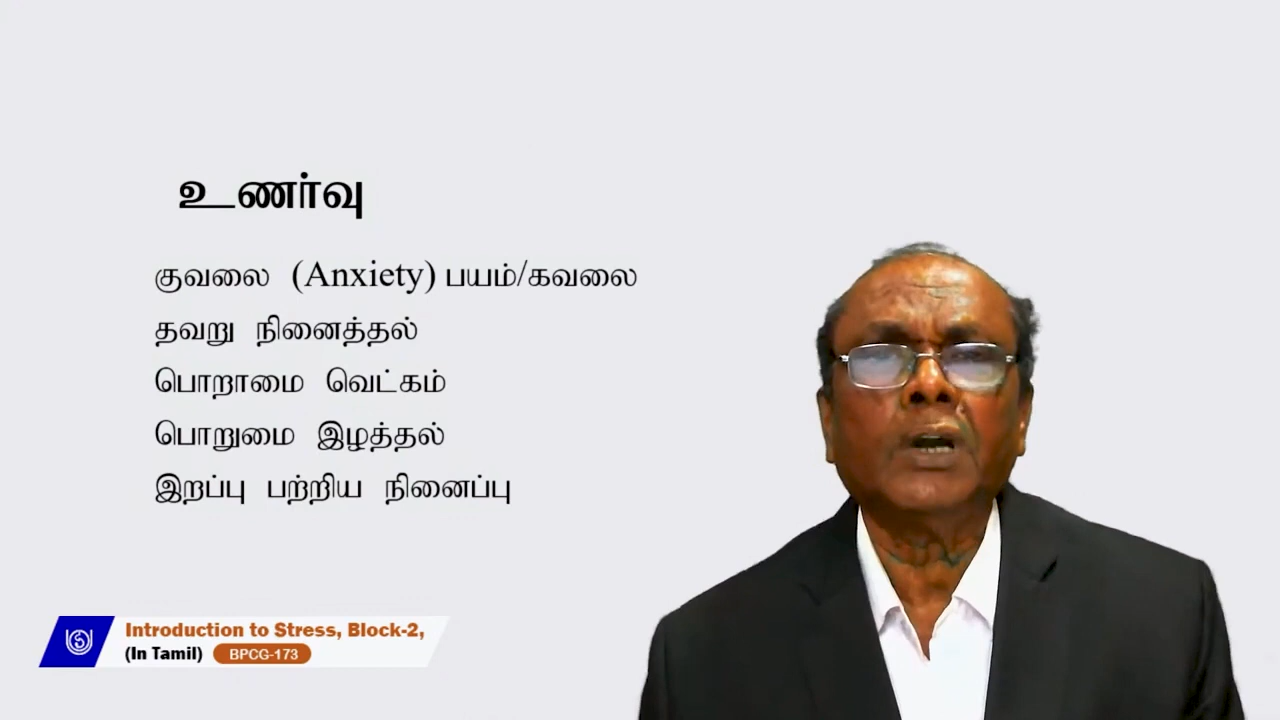 உணர்வு
குவலை (Anxiety) பயம்/கவலை
தவறு நினைத்தல்
பொறாமை வெட்கம்
பொறுமை இழத்தல்
இறப்பு பற்றிய நினைப்பு
Introduction to Stress, Block-2,
(In Tamil) BPCG-173